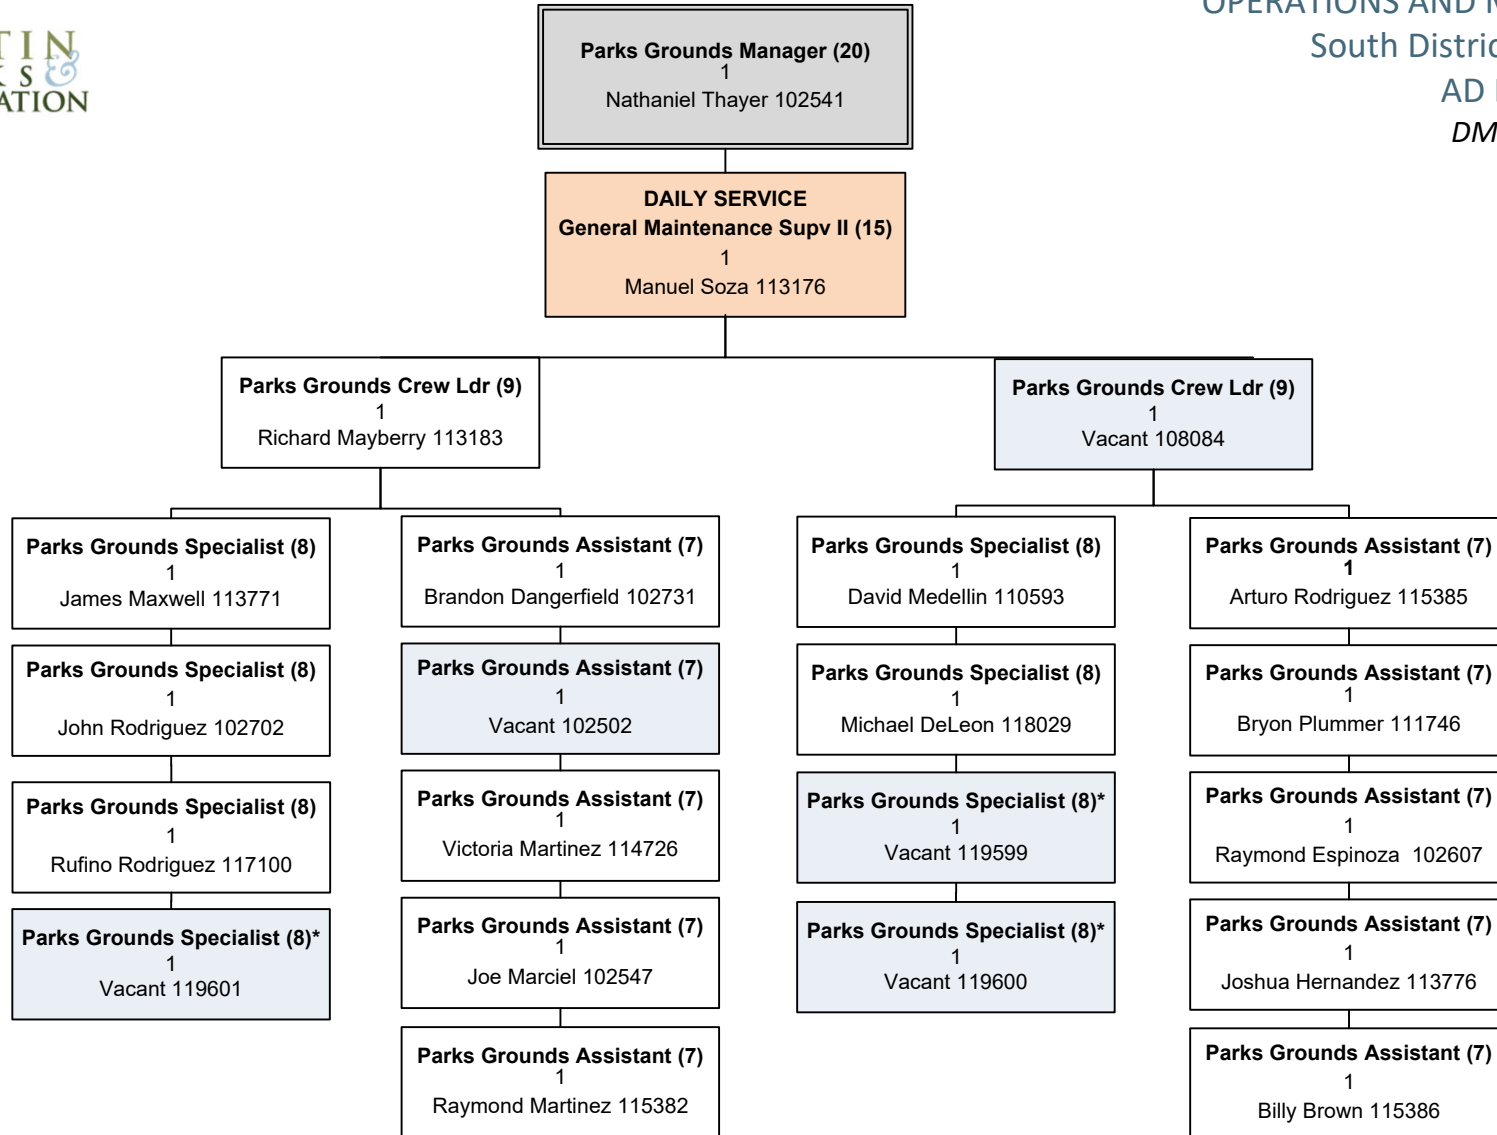 OPERATIONS AND
South
AD
TIN
KS &
ATION
Parks Grounds Manager (20)
1
Nathaniel Thayer 102541
DAILY SERVICE
General Maintenance Supv II (15)
1
Manuel Soza 113176
Parks Grounds Crew Ldr (9)
1
Richard Mayberry 113183
Parks Grounds Crew Ldr (9)
1
Vacant 108084
Parks Grounds Specialist (8)
1
James Maxwell 113771
Parks Grounds Specialist (8)
1
John Rodriguez 102702
Parks Grounds Specialist (8)
1
Rufino Rodriguez 117100
Parks Grounds Specialist (8)*
1
Vacant 119601
Parks Grounds Assistant (7)
1
Brandon Dangerfield 102731
Parks Grounds Assistant (7)
1
Vacant 102502
Parks Grounds Assistant (7)
1
Victoria Martinez 114726
Parks Grounds Assistant (7)
1
Joe Marciel 102547
Parks Grounds Assistant (7)
1
Raymond Martinez 115382
Parks Grounds Specialist (8)
1
David Medellin 110593
Parks Grounds Specialist (8)
1
Michael DeLeon 118029
Parks Grounds Specialist (8)*
1
Vacant 119599
Parks Grounds Specialist (8)*
1
Vacant 119600
Parks Grounds Assistant (7)
1
Arturo Rodriguez 115385
Parks Grounds Assistant (7)
1
Bryon Plummer 111746
Parks Grounds Assistant (7)
1
Raymond Espinoza 102607
Parks Grounds Assistant (7)
1
Joshua Hernandez 113776
Parks Grounds Assistant (7)
1
Billy Brown 115386